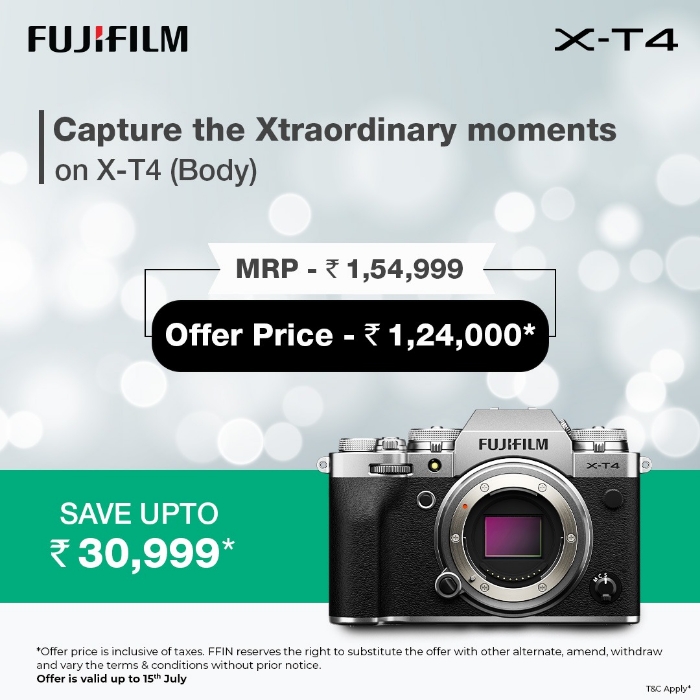 FUJIFILM
X-T4
Capture the Xtraordinary moments
on X-T4 (Body)
MRP - ₹ 1,54,999
Offer Price - ₹ 1,24,000*
FUJIFILM
X-T4
SAVE UPTO
₹ 30,999*
*Offer price is inclusive of taxes. FFIN reserves the right to substitute the offer with other alternate, amend, withdraw
and vary the terms & conditions without prior notice.
Offer is valid up to 15th July
T&C Apply*